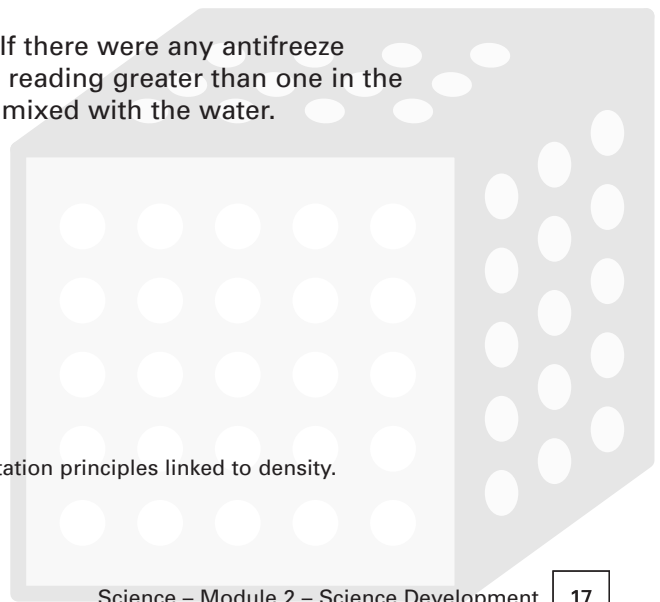 If there were any antifreeze
reading greater than one in the
mixed with the water.
tation principles linked to density.
Science – Module 2 – Science Development 17